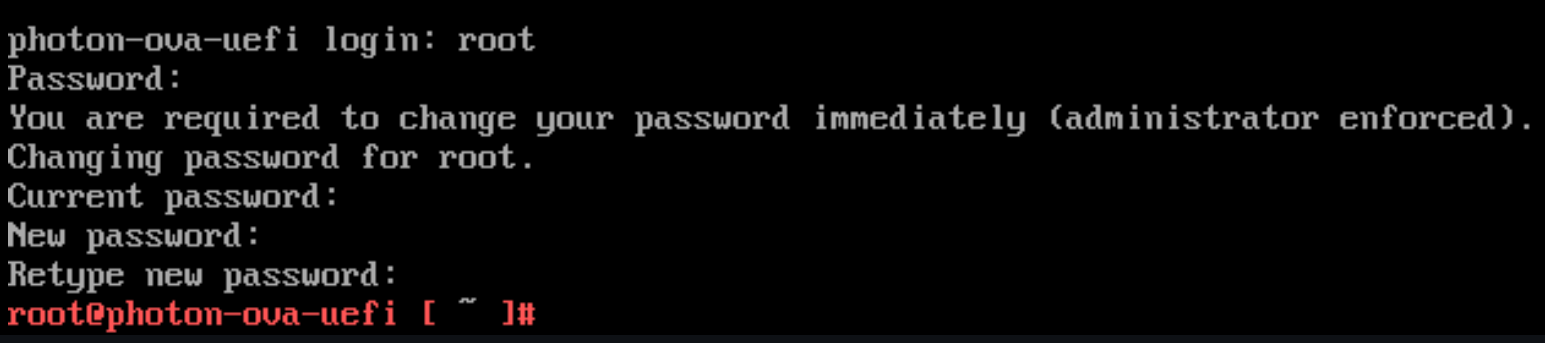 photon-ova-uefi login: root
Password:
You are required to change your password immediately (administrator enforced).
Changing password for root.
Current password:
New password:
Retype new password:
root@photon-ova-uefi [ ~ ]#